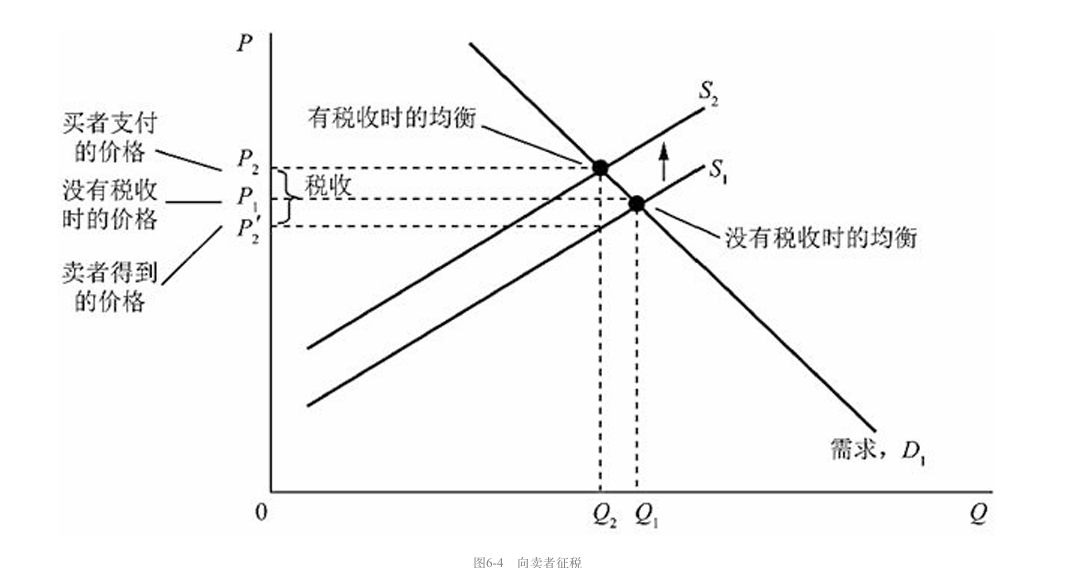 P
S₂
有税收时的均衡
买者支付
的价格
P₂
税收
S₁
没有税收
时的价格
P₁
P₂′
没有税收时的均衡
卖者得到
的价格
需求，D₁
0
Q₂
Q₁
Q
图6-4 向卖者征税